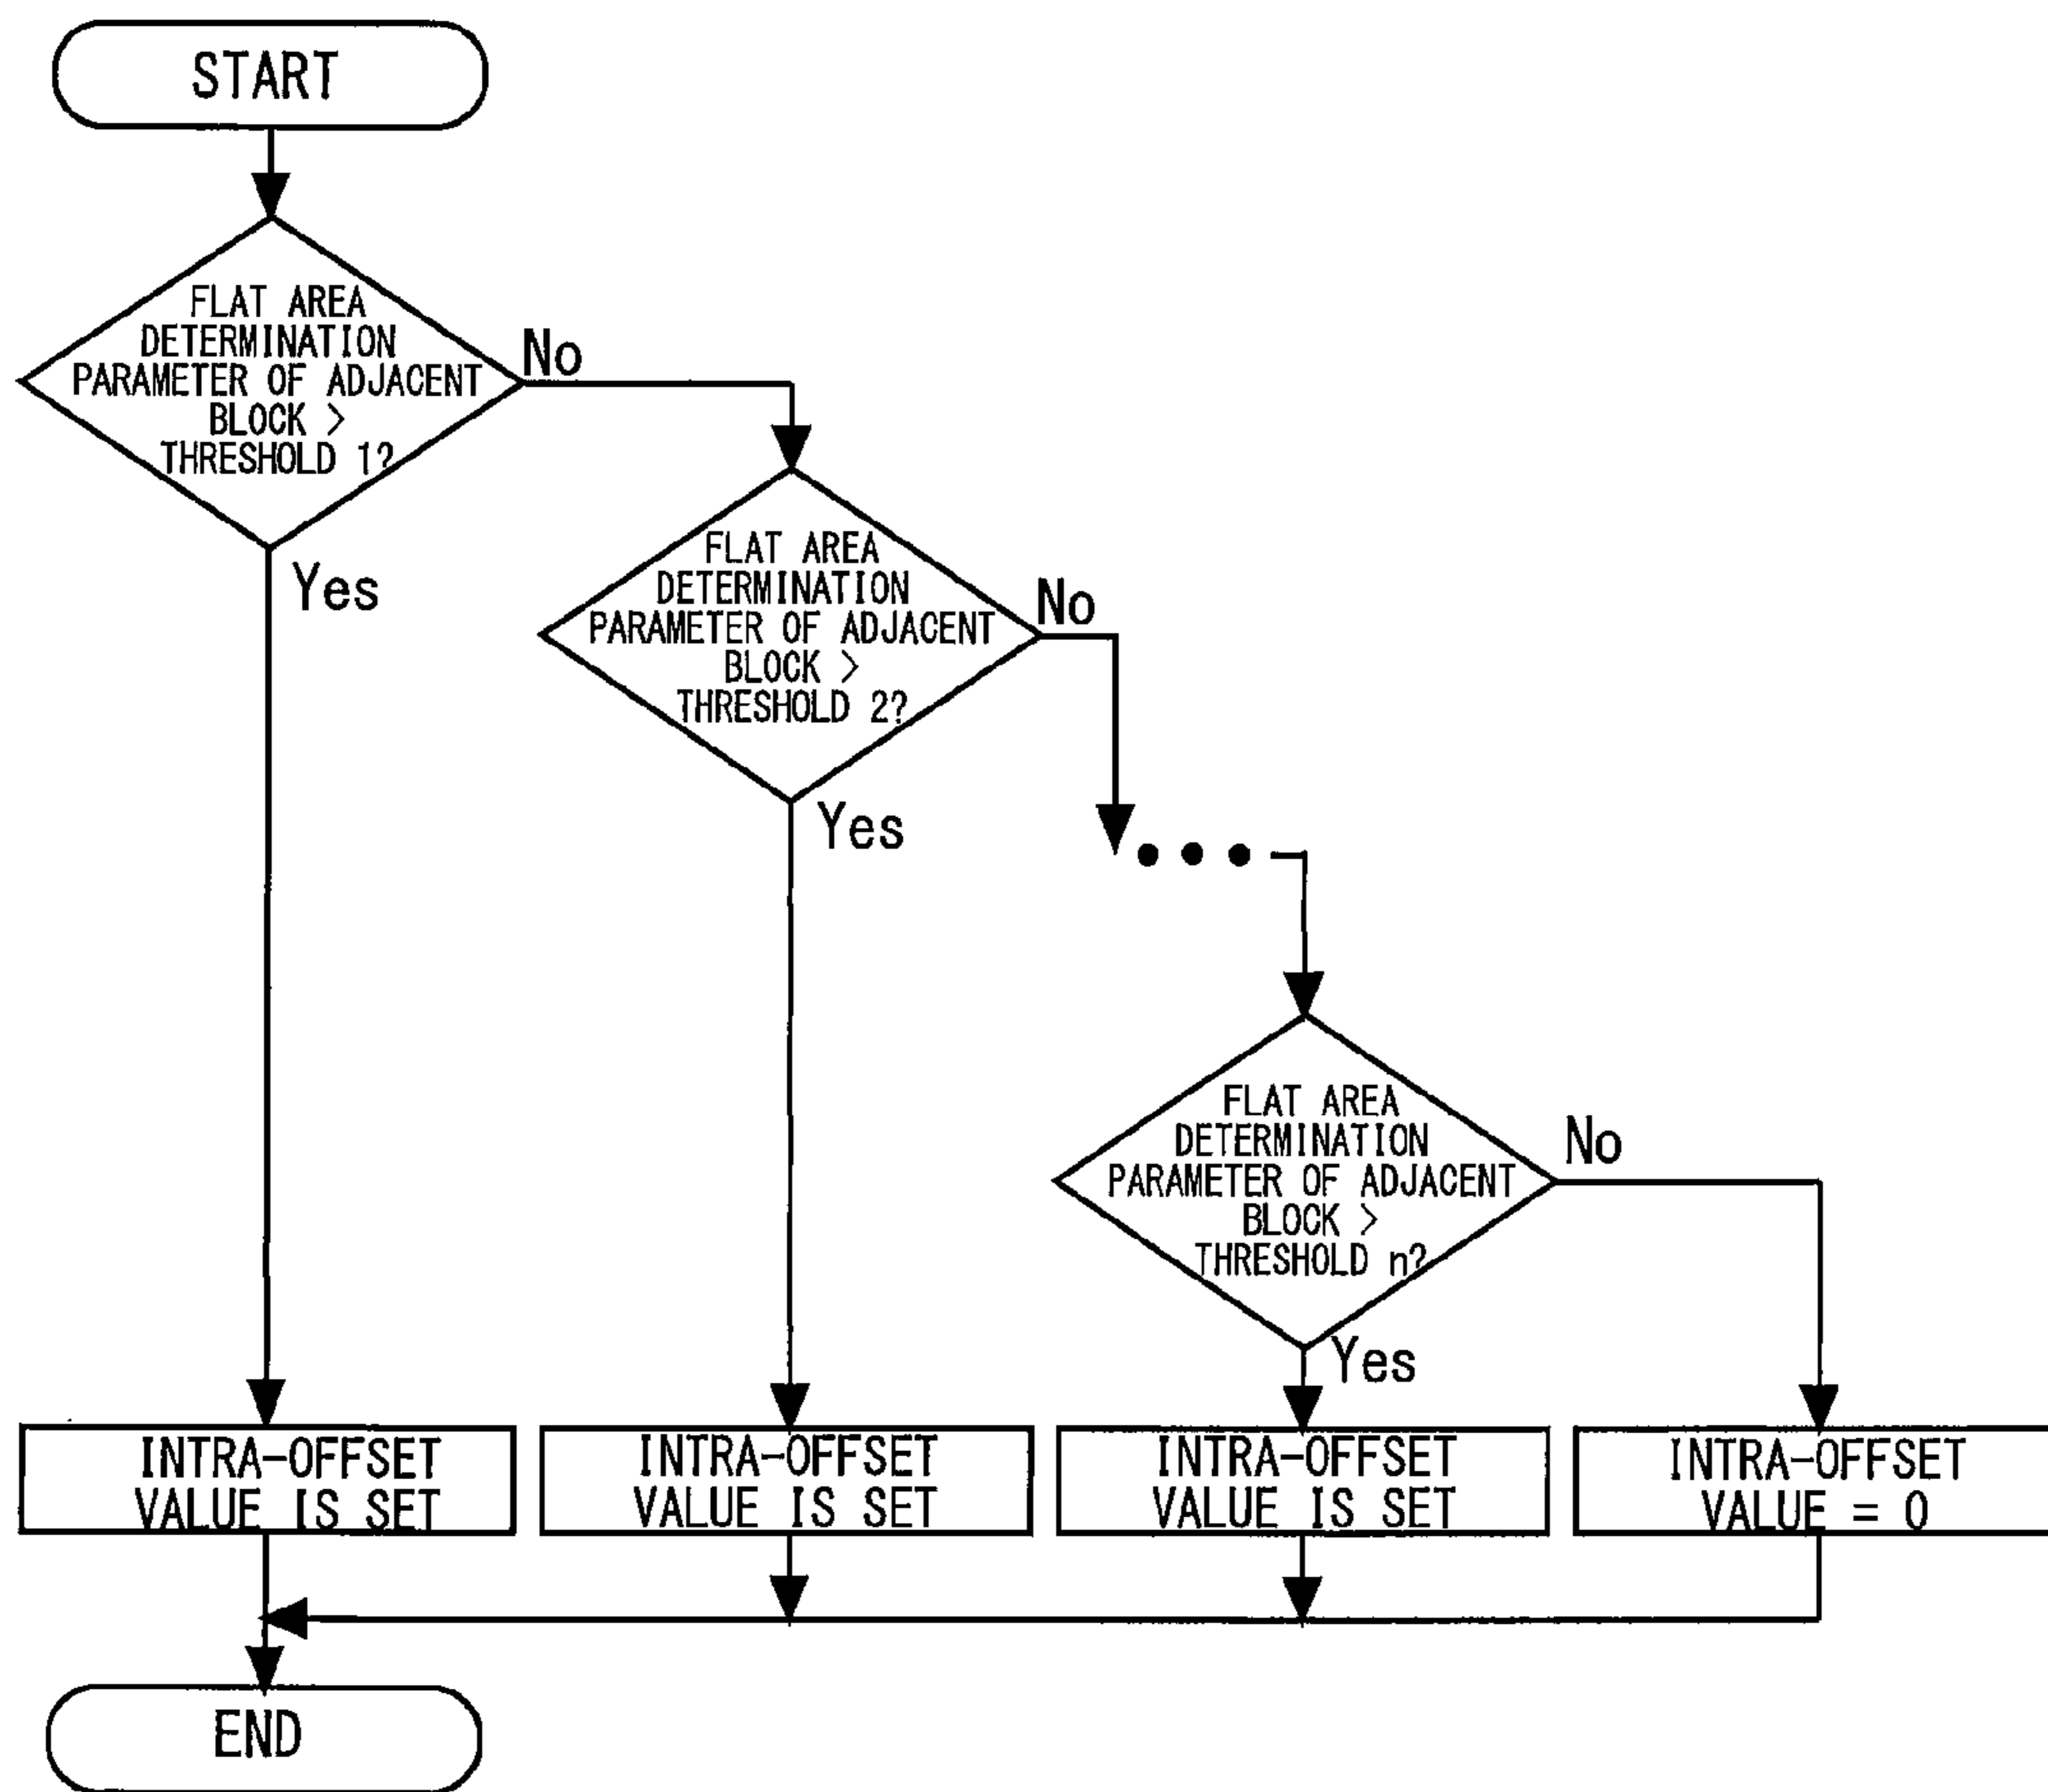 START
FLAT AREA
DETERMINATION
PARAMETER OF ADJACENT
BLOCK >
THRESHOLD 1?
No
Yes
FLAT AREA
DETERMINATION
PARAMETER OF ADJACENT
BLOCK >
THRESHOLD 2?
No
Yes
•••
FLAT AREA
DETERMINATION
PARAMETER OF ADJACENT
BLOCK >
THRESHOLD n?
No
Yes
INTRA-OFFSET
VALUE IS SET
INTRA-OFFSET
VALUE IS SET
INTRA-OFFSET
VALUE IS SET
INTRA-OFFSET
VALUE = 0
END